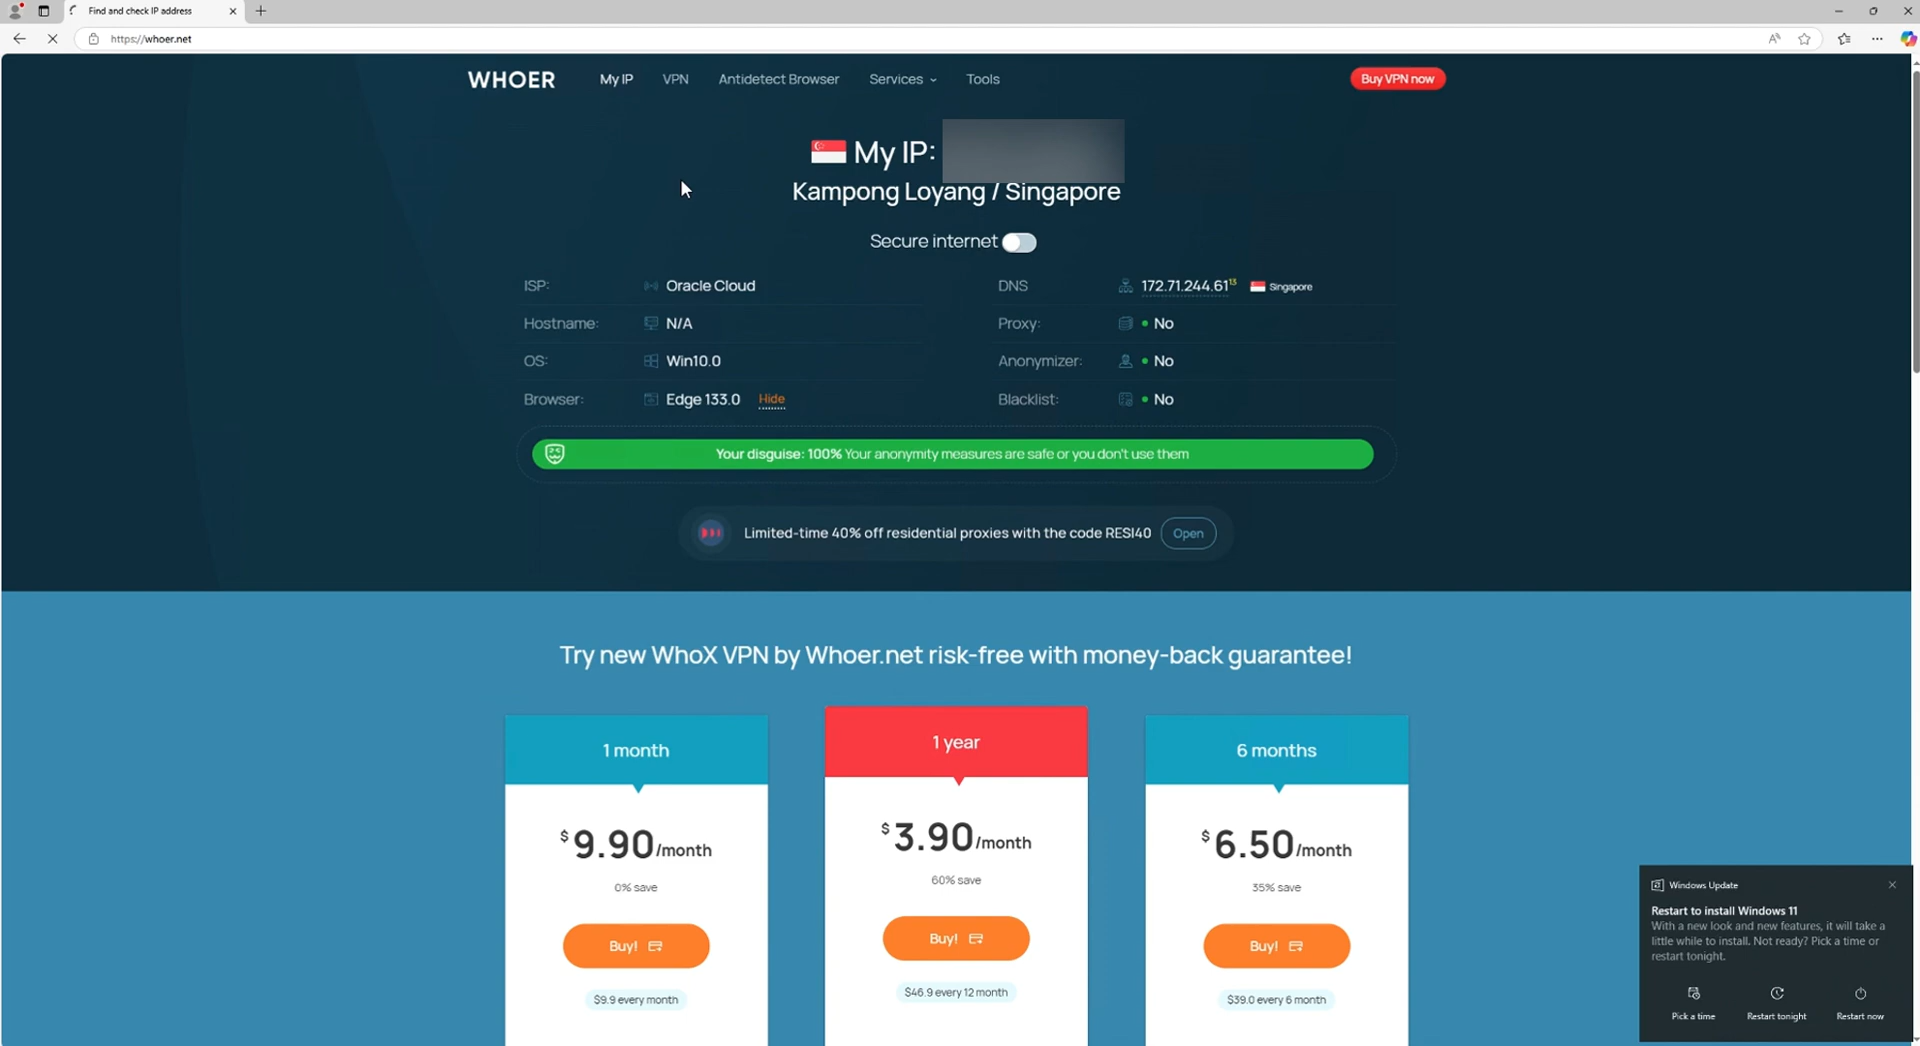 Find and check IP address
https://whoer.net
WHOER
My IP
VPN
Antidetect Browser
Services
Tools
Buy VPN now
My IP:
Kampong Loyang / Singapore
Secure internet
ISP: Oracle Cloud
DNS 172.71.244.61 13 Singapore
Hostname: N/A
Proxy: No
OS: Win10.0
Anonymizer: No
Browser: Edge 133.0 Hide
Blacklist: No
Your disguise: 100% Your anonymity measures are safe or you don't use them
Limited-time 40% off residential proxies with the code RESI40 Open
Try new WhoX VPN by Whoer.net risk-free with money-back guarantee!
1 month
$9.90/month
0% save
Buy!
$9.9 every month
1 year
$3.90/month
60% save
Buy!
$46.9 every 12 month
6 months
$6.50/month
35% save
Buy!
$39.0 every 6 month
Windows Update
Restart to install Windows 11
With a new look and new features, it will take a
little while to install. Not ready? Pick a time or
restart tonight.
Pick a time
Restart tonight
Restart now